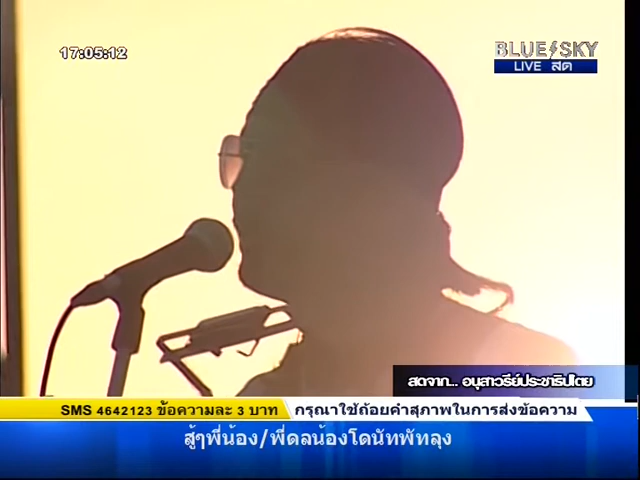 17:05:12
BLUE SKY
LIVE สด
สดจาก... อนุสาวรีย์ประชาธิปไตย
SMS 4642123 ข้อความละ 3 บาท กรุณาใช้ถ้อยคำสุภาพในการส่งข้อความ
สู้ๆพี่น้อง/พี่ดลน้องโดนัทพัทลุง